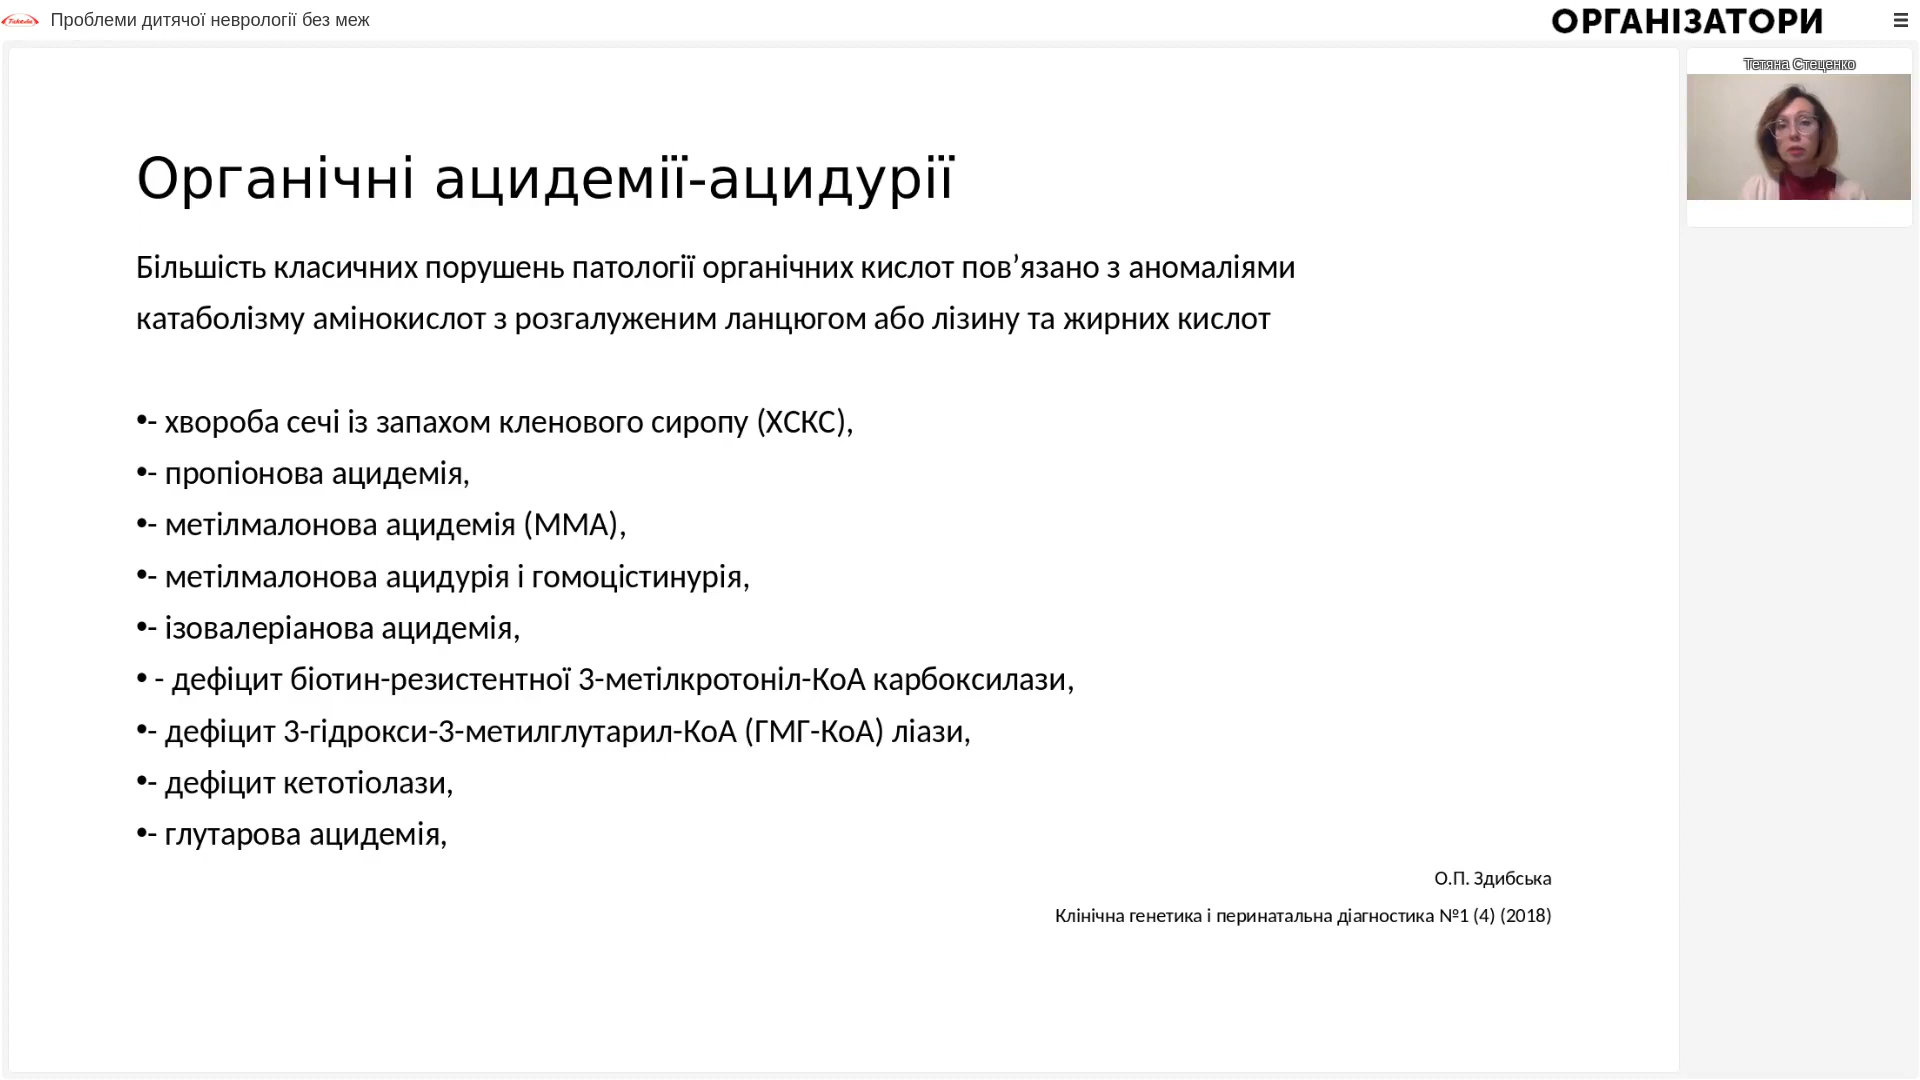 Takeda
Проблеми дитячої неврології без меж
ОРГАНІЗАТОРИ
Тетяна Стеценко
Органічні ацидемії-ацидурії
Більшість класичних порушень патології органічних кислот пов’язано з аномаліями
катаболізму амінокислот з розгалуженим ланцюгом або лізину та жирних кислот
•- хвороба сечі із запахом кленового сиропу (ХСКС),
•- пропіонова ацидемія,
•- метілмалонова ацидемія (ММА),
•- метілмалонова ацидурія і гомоцістинурія,
•- ізовалеріанова ацидемія,
• - дефіцит біотин-резистентної 3-метілкротоніл-КоА карбоксилази,
•- дефіцит 3-гідрокси-3-метилглутарил-КоА (ГМГ-КоА) ліази,
•- дефіцит кетотіолази,
•- глутарова ацидемія,
О.П. Здибська
Клінічна генетика і перинатальна діагностика №1 (4) (2018)